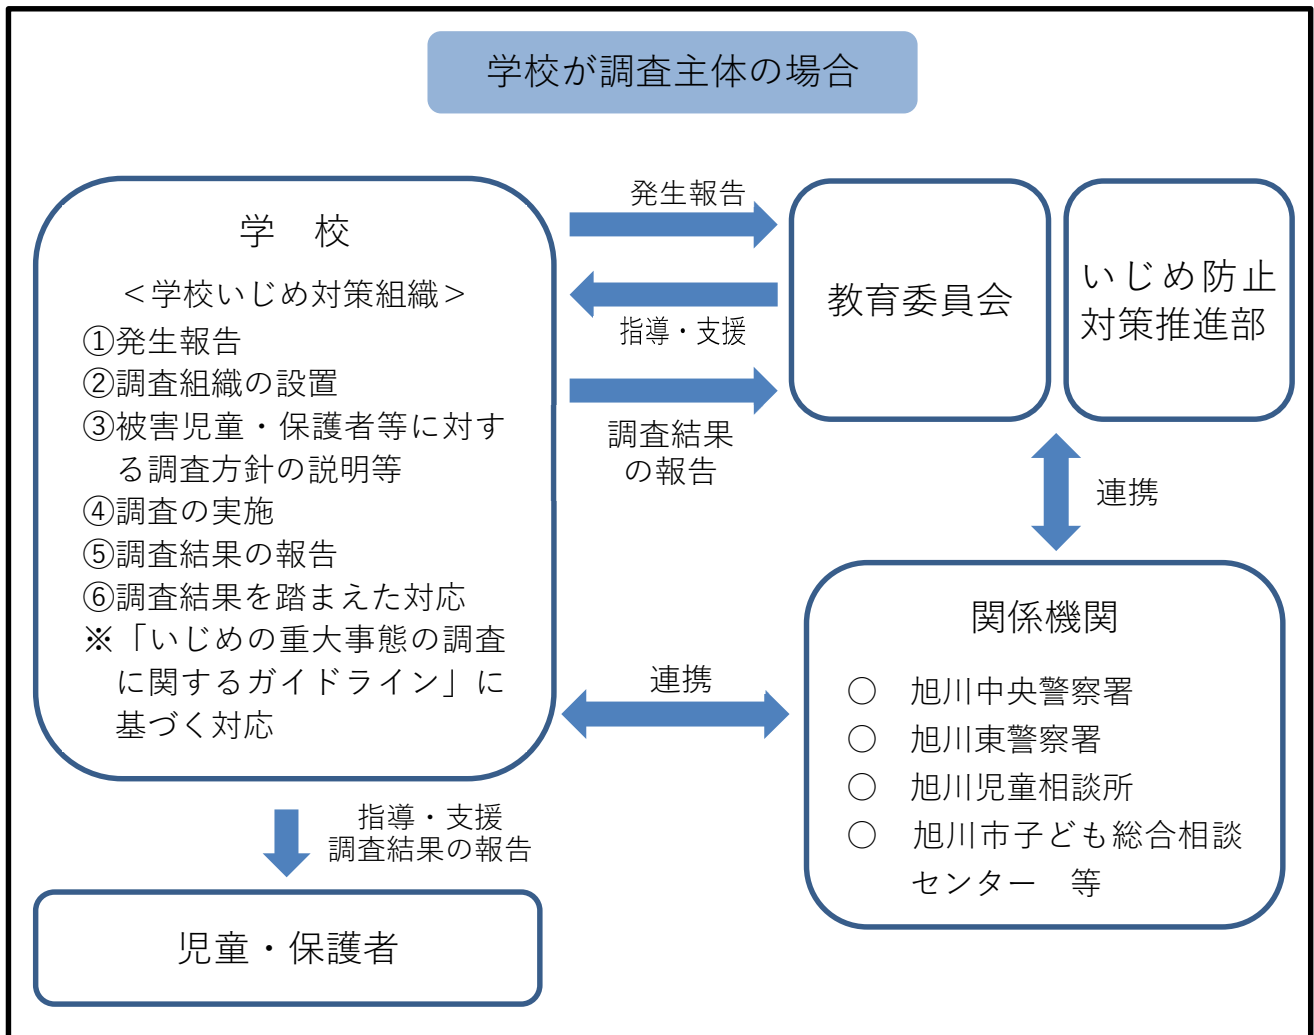 学校が調査主体の場合
学　校
＜学校いじめ対策組織＞
①発生報告
②調査組織の設置
③被害児童・保護者等に対す
る調査方針の説明等
④調査の実施
⑤調査結果の報告
⑥調査結果を踏まえた対応
※「いじめの重大事態の調査
に関するガイドライン」に
基づく対応
発生報告
指導・支援
調査結果
の報告
教育委員会
いじめ防止
対策推進部
連携
連携
関係機関
○　旭川中央警察署
○　旭川東警察署
○　旭川児童相談所
○　旭川市子ども総合相談
センター　等
指導・支援
調査結果の報告
児童・保護者